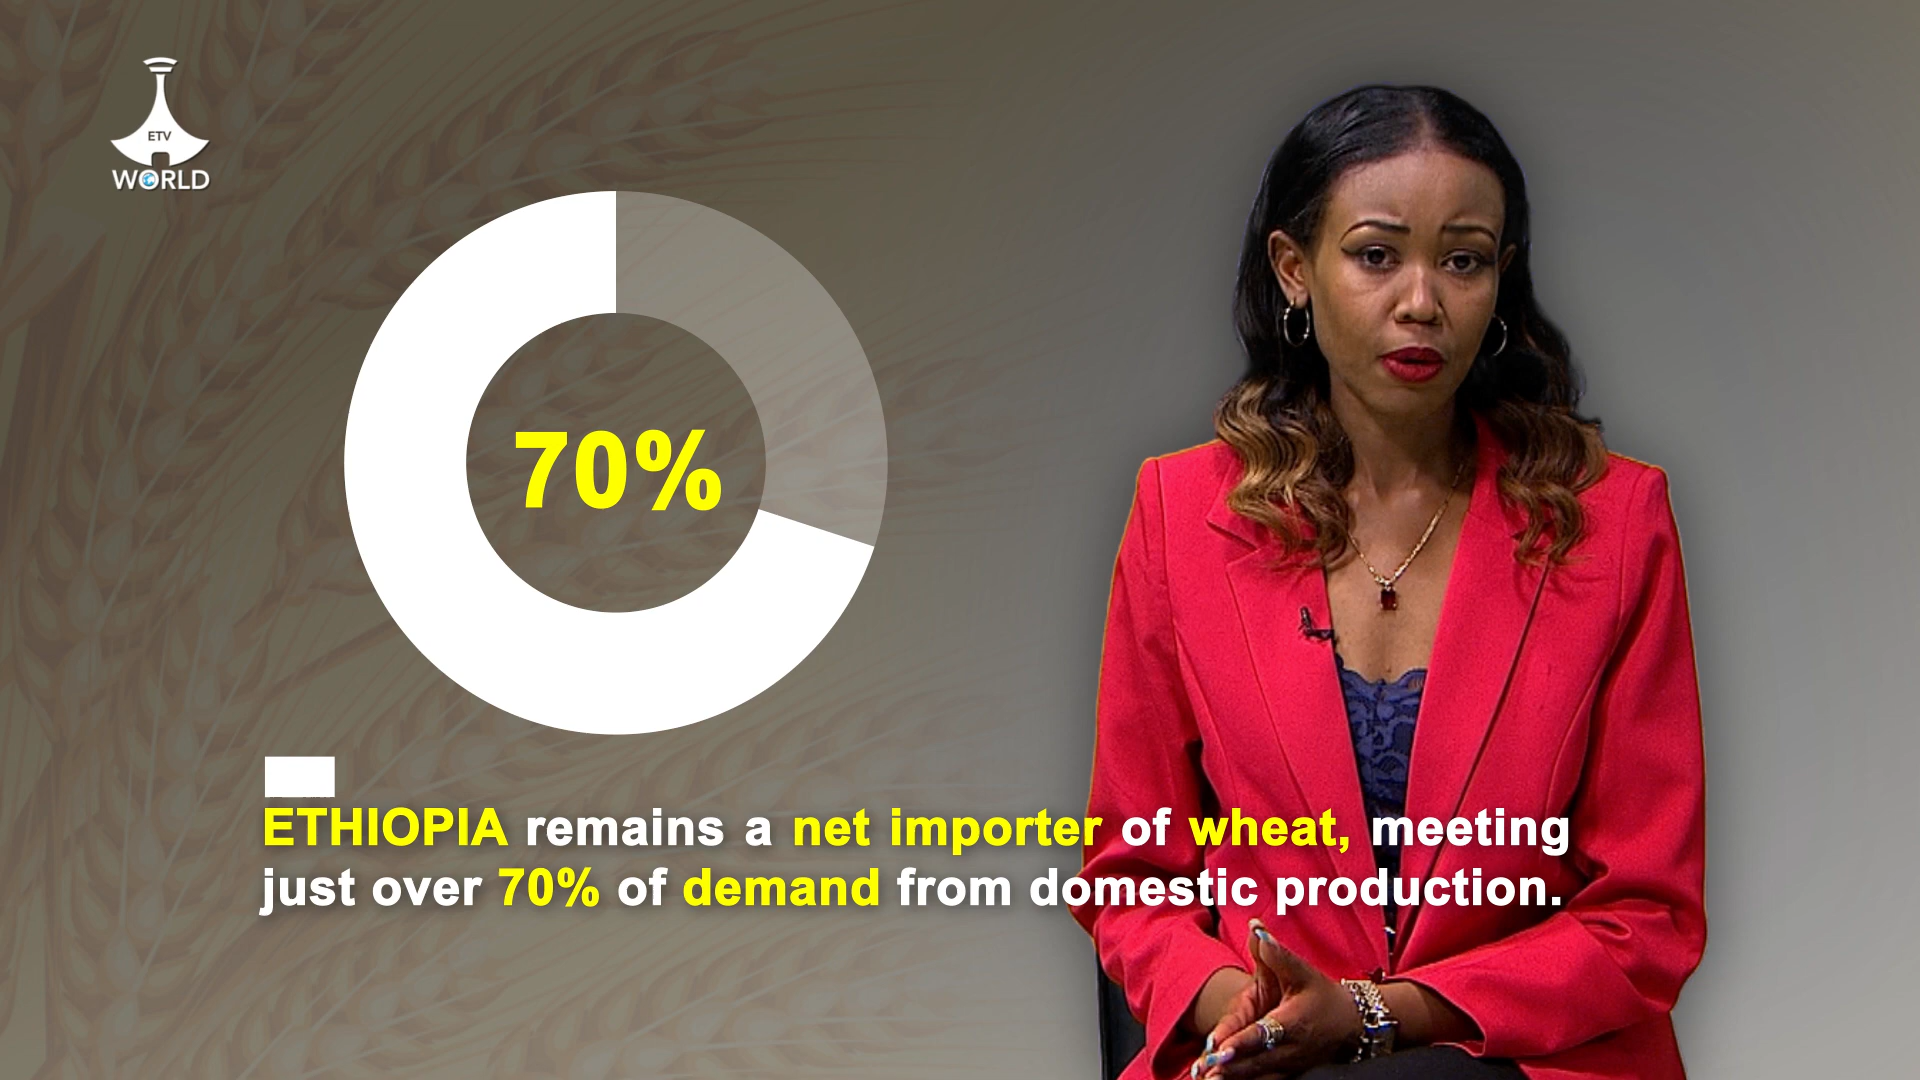 ETV
WORLD
70%
ETHIOPIA remains a net importer of wheat, meeting
just over 70% of demand from domestic production.